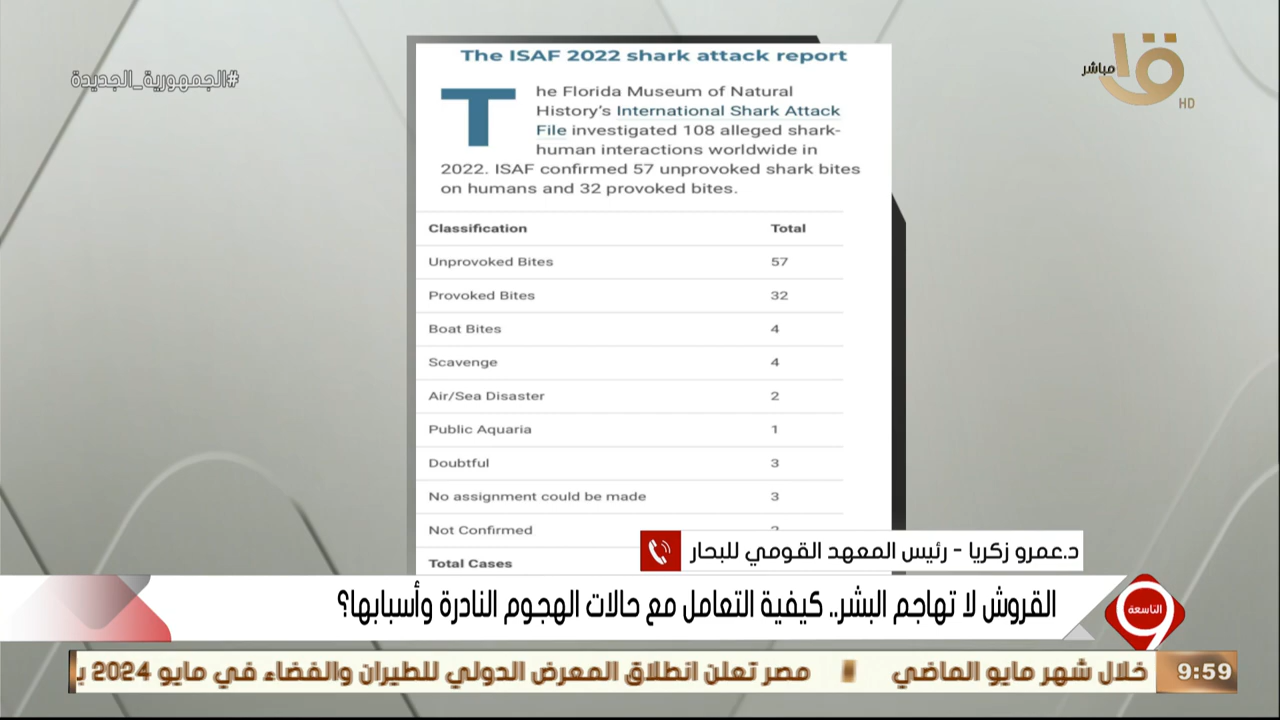 #الجمهورية_الجديدة
مباشر
HD
The ISAF 2022 shark attack report
The Florida Museum of Natural
History's International Shark Attack
File investigated 108 alleged shark-
human interactions worldwide in
2022. ISAF confirmed 57 unprovoked shark bites
on humans and 32 provoked bites.
Classification Total
Unprovoked Bites 57
Provoked Bites 32
Boat Bites 4
Scavenge 4
Air/Sea Disaster 2
Public Aquaria 1
Doubtful 3
No assignment could be made 3
Not Confirmed
Total Cases
د.عمرو زكريا - رئيس المعهد القومي للبحار
القروش لا تهاجم البشر.. كيفية التعامل مع حالات الهجوم النادرة وأسبابها؟
التاسعة
9:59
خلال شهر مايو الماضي
مصر تعلن انطلاق المعرض الدولي للطيران والفضاء في مايو 2024